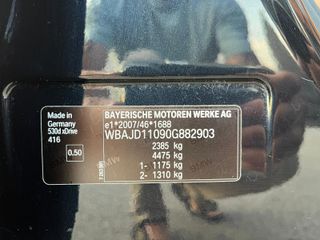 Made in
Germany
530d xDrive
416
0.50
BAYERISCHE MOTOREN WERKE AG
e1*2007/46*1688
WBAJD11090G882903
2385 kg
4475 kg
1- 1175 kg
2- 1310 kg